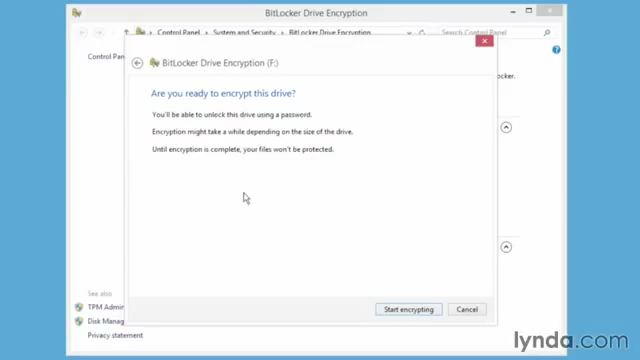 BitLocker Drive Encryption
Control Panel
System and Security
BitLocker Drive Encryption
Search Control Panel
Control Pan
BitLocker Drive Encryption (F:)
ocker.
Are you ready to encrypt this drive?
You'll be able to unlock this drive using a password.
Encryption might take a while depending on the size of the drive.
Until encryption is complete, your files won't be protected.
See also
TPM Admin
Disk Manag
Privacy statement
Start encrypting
Cancel
lynda.com